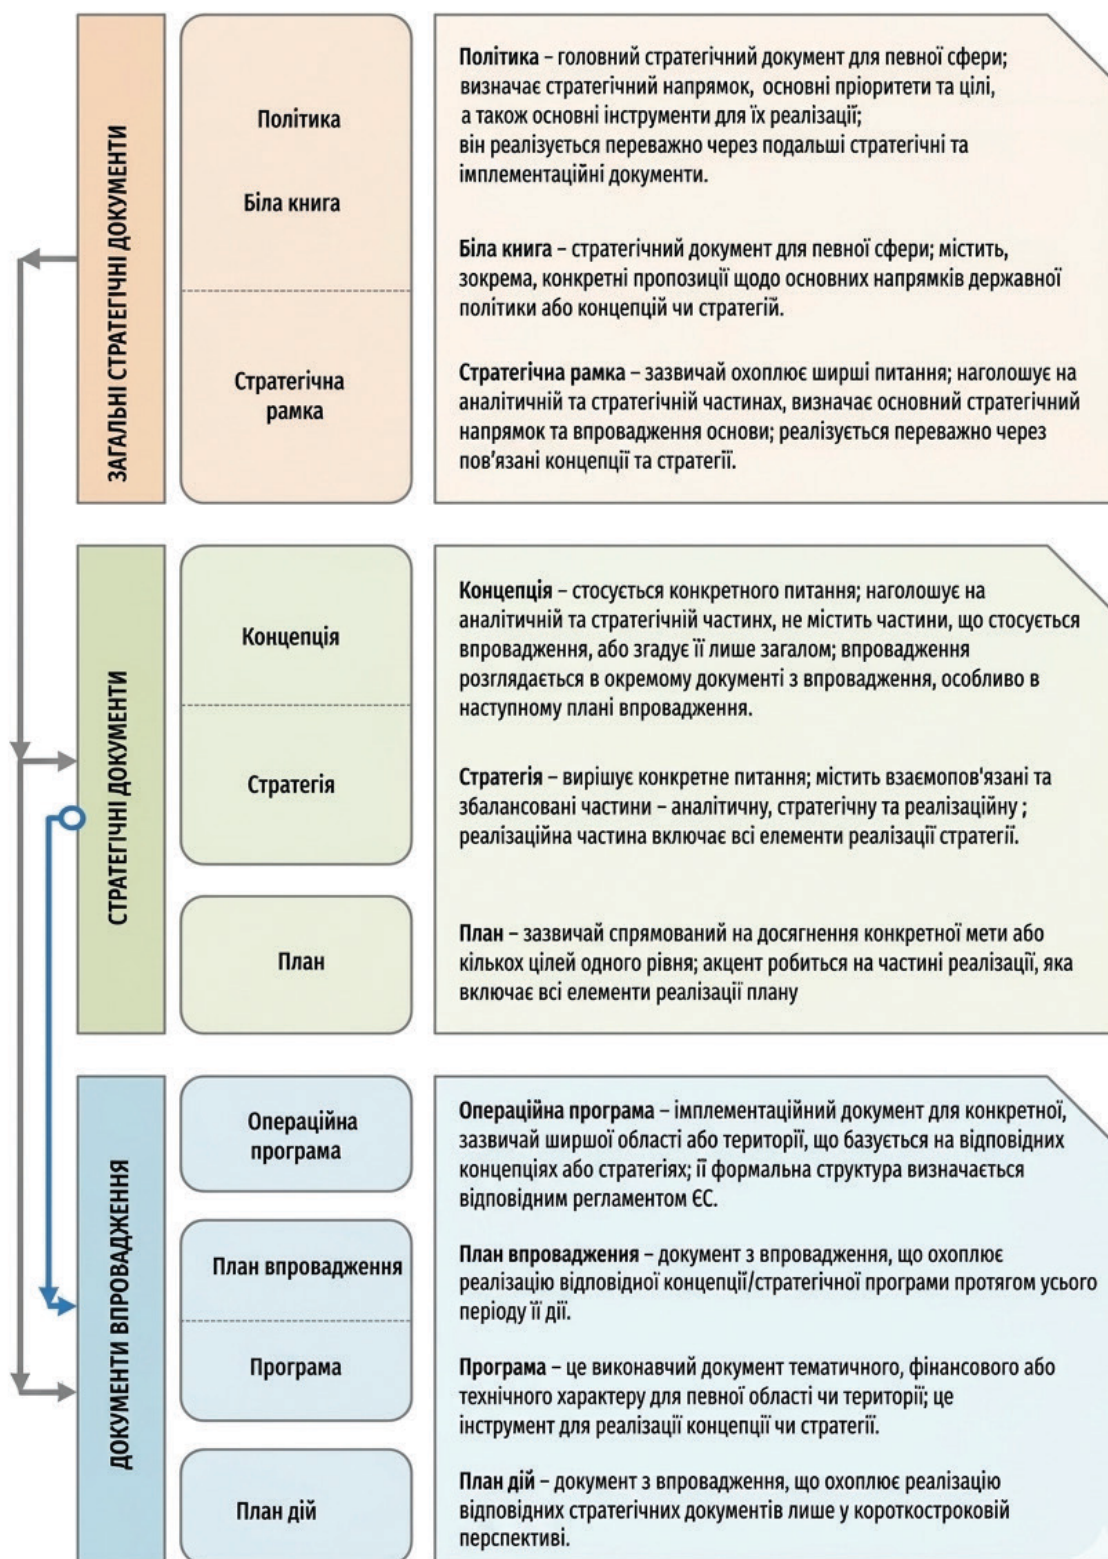 ЗАГАЛЬНІ СТРАТЕГІЧНІ ДОКУМЕНТИ
Політика
Біла книга
Стратегічна
рамка
Політика – головний стратегічний документ для певної сфери;
визначає стратегічний напрямок, основні пріоритети та цілі,
а також основні інструменти для їх реалізації;
він реалізується переважно через подальші стратегічні та
імплементаційні документи.
Біла книга – стратегічний документ для певної сфери; містить,
зокрема, конкретні пропозиції щодо основних напрямків державної
політики або концепцій чи стратегій.
Стратегічна рамка – зазвичай охоплює ширші питання; наголошує на
аналітичній та стратегічній частинах, визначає основний стратегічний
напрямок та впровадження основи; реалізується переважно через
пов’язані концепції та стратегії.
СТРАТЕГІЧНІ ДОКУМЕНТИ
Концепція
Стратегія
План
Концепція – стосується конкретного питання; наголошує на
аналітичній та стратегічній частинх, не містить частини, що стосується
впровадження, або згадує її лише загалом; впровадження
розглядається в окремому документі з впровадження, особливо в
наступному плані впровадження.
Стратегія – вирішує конкретне питання; містить взаємопов'язані та
збалансовані частини – аналітичну, стратегічну та реалізаційну ;
реалізаційна частина включає всі елементи реалізації стратегії.
План – зазвичай спрямований на досягнення конкретної мети або
кількох цілей одного рівня; акцент робиться на частині реалізації, яка
включає всі елементи реалізації плану
ДОКУМЕНТИ ВПРОВАДЖЕННЯ
Операційна
програма
План впровадження
Програма
План дій
Операційна програма – імплементаційний документ для конкретної,
зазвичай ширшої області або території, що базується на відповідних
концепціях або стратегіях; її формальна структура визначається
відповідним регламентом ЄС.
План впроваджения – документ з впровадження, що охоплює
реалізацію відповідної концепції/стратегічної програми протягом усього
періоду її дії.
Програма – це виконавчий документ тематичного, фінансового або
технічного характеру для певної області чи території; це
інструмент для реалізації концепції чи стратегії.
План дій – документ з впровадження, що охоплює реалізацію
відповідних стратегічних документів лише у короткостроковій
перспективі.